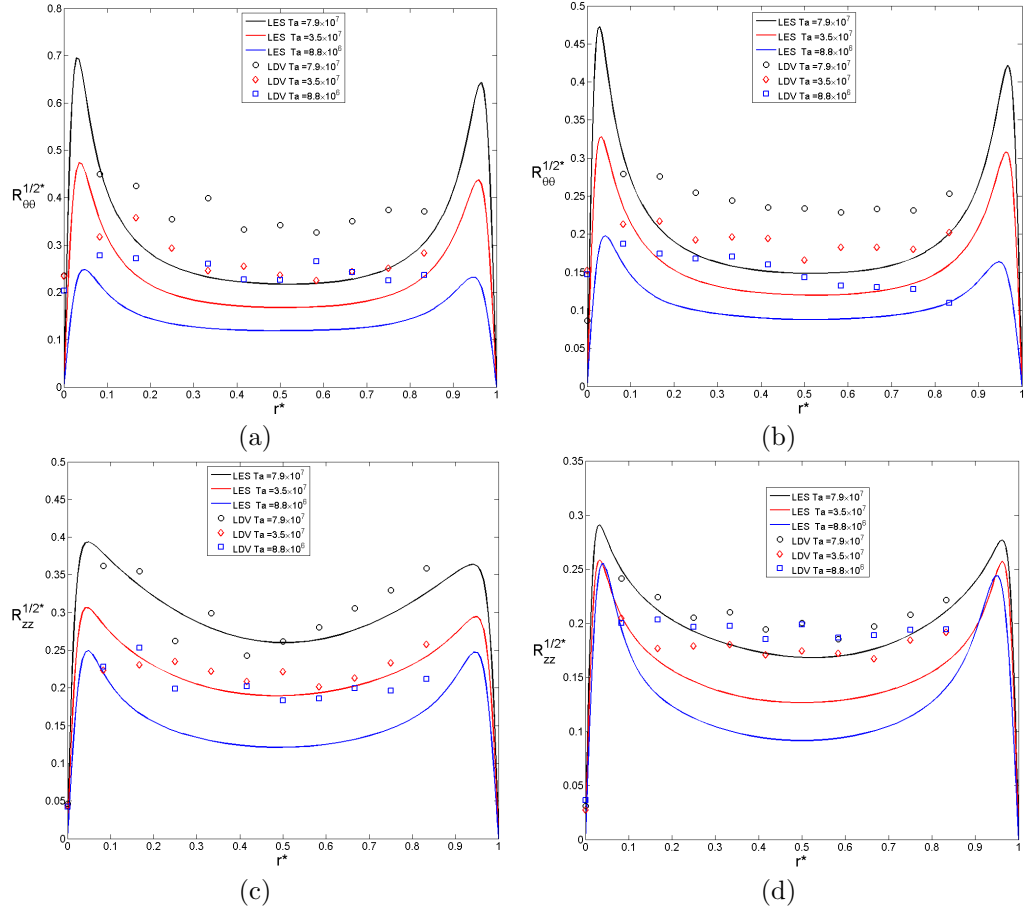 LES Ta =7.9×10^7
LES Ta =3.5×10^7
LES Ta =8.8×10^6
LDV Ta =7.9×10^7
LDV Ta =3.5×10^7
LDV Ta =8.8×10^6
0.8
0.7
0.6
0.5
0.4
0.3
0.2
0.1
0
R_θθ^1/2*
0 0.1 0.2 0.3 0.4 0.5 0.6 0.7 0.8 0.9 1
r*
(a)
LES Ta =7.9×10^7
LES Ta =3.5×10^7
LES Ta =8.8×10^6
LDV Ta =7.9×10^7
LDV Ta =3.5×10^7
LDV Ta =8.8×10^6
0.5
0.45
0.4
0.35
0.3
0.25
0.2
0.15
0.1
0.05
0
R_θθ^1/2*
0 0.1 0.2 0.3 0.4 0.5 0.6 0.7 0.8 0.9 1
r*
(b)
LES Ta =7.9×10^7
LES Ta =3.5×10^7
LES Ta =8.8×10^6
LDV Ta =7.9×10^7
LDV Ta =3.5×10^7
LDV Ta =8.8×10^6
0.5
0.45
0.4
0.35
0.3
0.25
0.2
0.15
0.1
0.05
0
R_zz^1/2*
0 0.1 0.2 0.3 0.4 0.5 0.6 0.7 0.8 0.9 1
r*
(c)
LES Ta =7.9×10^7
LES Ta =3.5×10^7
LES Ta =8.8×10^6
LDV Ta =7.9×10^7
LDV Ta =3.5×10^7
LDV Ta =8.8×10^6
0.35
0.3
0.25
0.2
0.15
0.1
0.05
0
R_zz^1/2*
0 0.1 0.2 0.3 0.4 0.5 0.6 0.7 0.8 0.9 1
r*
(d)